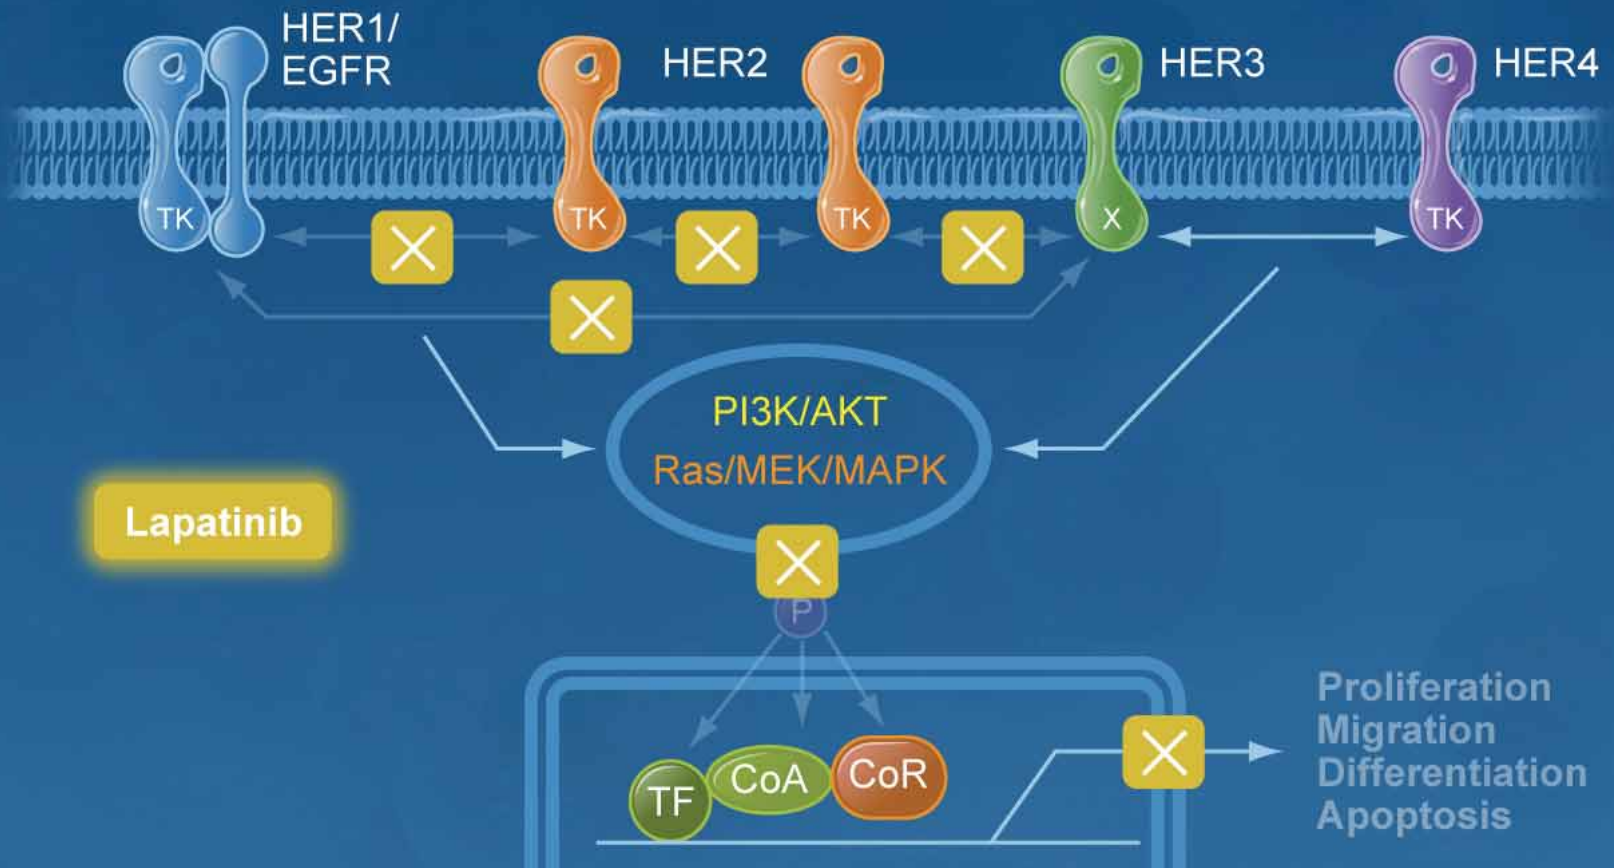 HER1/
EGFR
HER2
HER3
HER4
TK
TK
TK
X
TK
PI3K/AKT
Ras/MEK/MAPK
Lapatinib
P
Proliferation
Migration
Differentiation
Apoptosis
TF
CoA
CoR